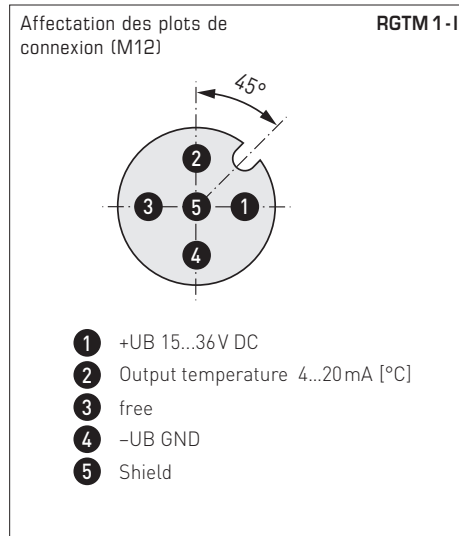 Affectation des plots de
connexion (M12)
RGTM 1 - I
45°
2
3 5 1
4
1 +UB 15...36 V DC
2 Output temperature 4...20 mA [°C]
3 free
4 –UB GND
5 Shield